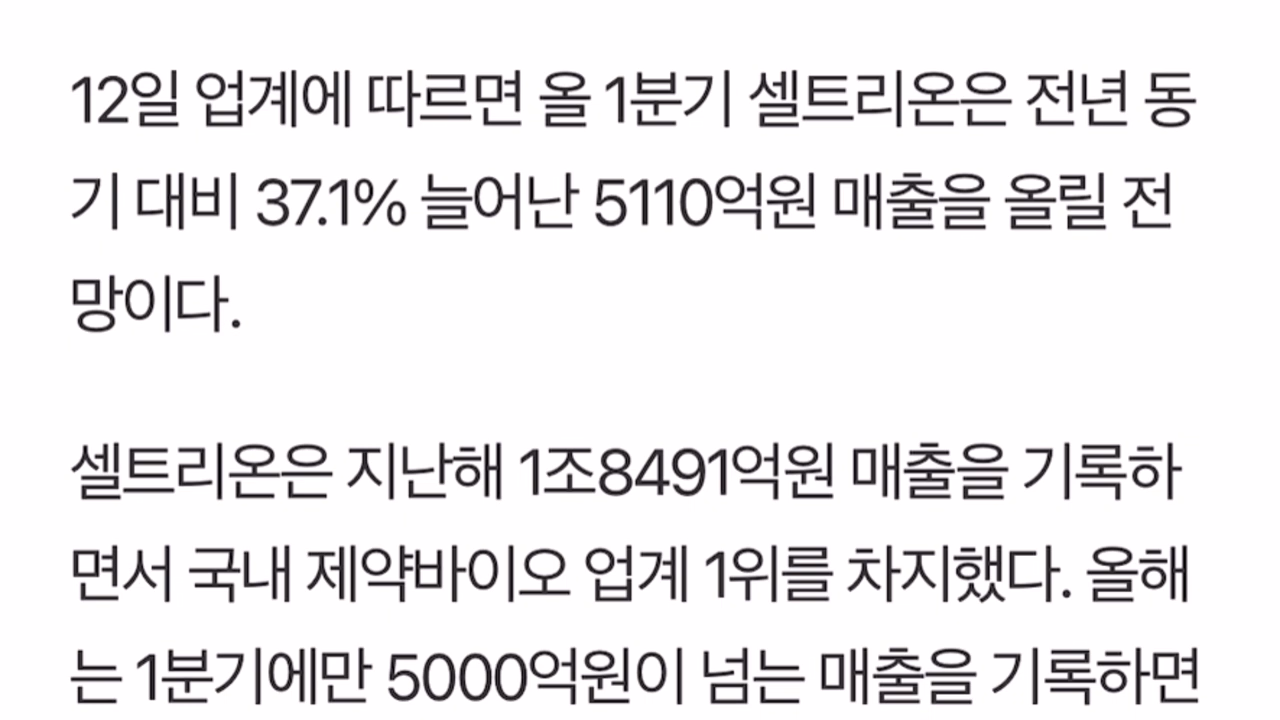 12일 업계에 따르면 올 1분기 셀트리온은 전년 동
기 대비 37.1% 늘어난 5110억원 매출을 올릴 전
망이다.
셀트리온은 지난해 1조8491억원 매출을 기록하
면서 국내 제약바이오 업계 1위를 차지했다. 올해
는 1분기에만 5000억원이 넘는 매출을 기록하면